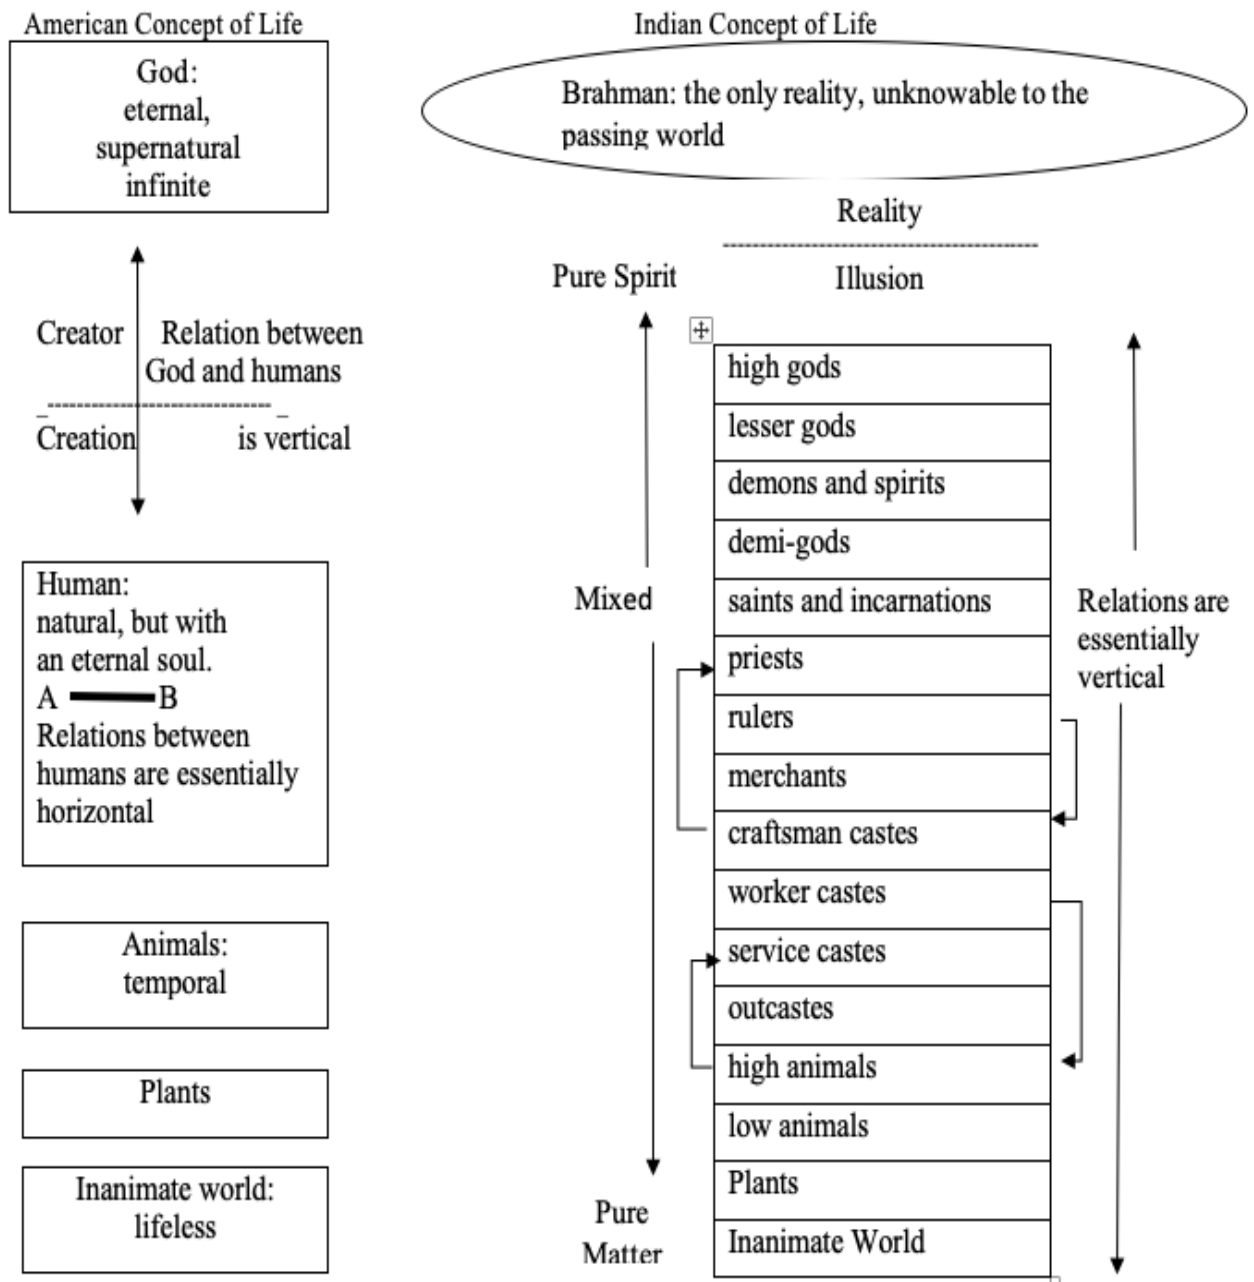 American Concept of Life
God:
eternal,
supernatural
infinite
Creator Relation between
God and humans
Creation is vertical
Human:
natural, but with
an eternal soul.
A B
Relations between
humans are essentially
horizontal
Animals:
temporal
Plants
Inanimate world:
lifeless
Indian Concept of Life
Brahman: the only reality, unknowable to the
passing world
Reality
Illusion
Pure Spirit
Mixed
Pure
Matter
high gods
lesser gods
demons and spirits
demi-gods
saints and incarnations
priests
rulers
merchants
craftsman castes
worker castes
service castes
outcastes
high animals
low animals
Plants
Inanimate World
Relations are
essentially
vertical